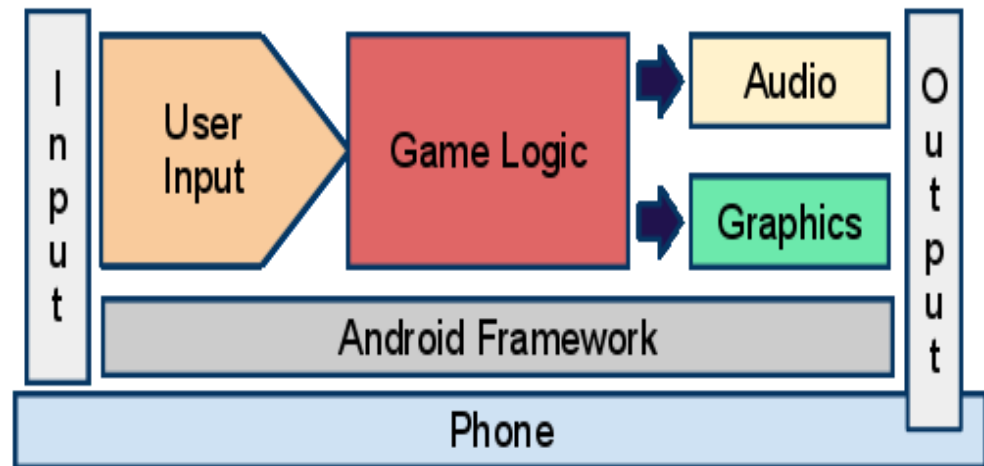 Input
User
Input
Game Logic
Audio
Graphics
Output
Android Framework
Phone